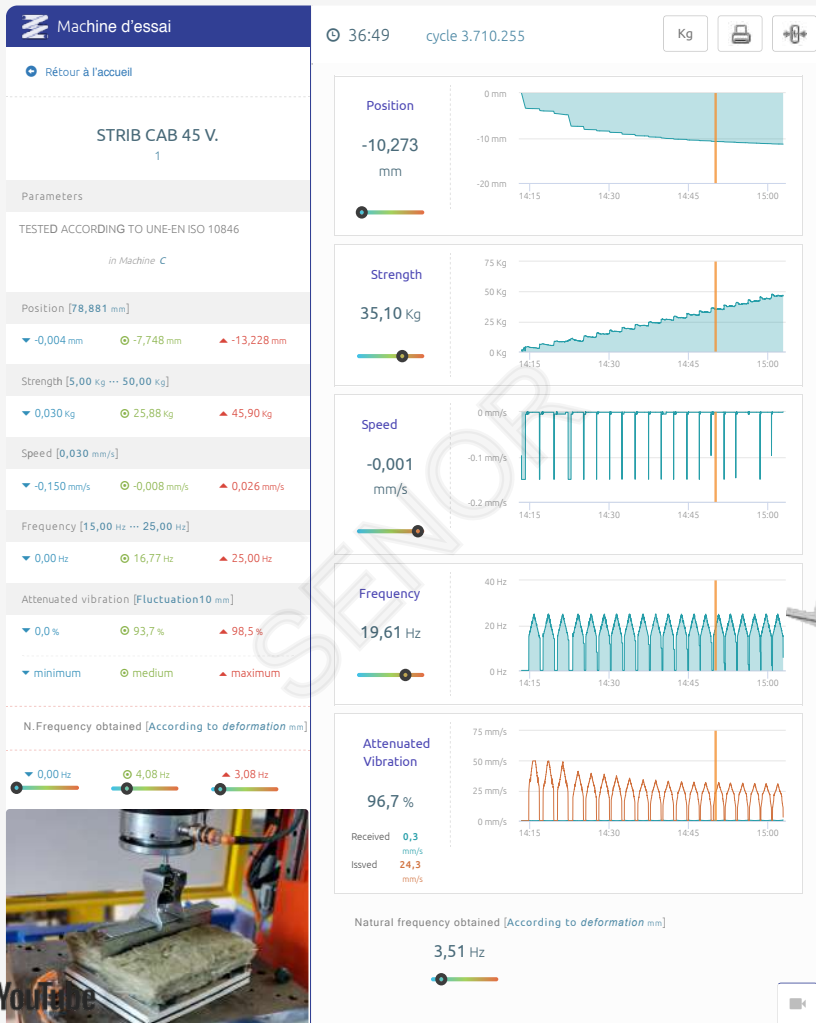 Machine d'essai
Rétour à l'accueil
STRIB CAB 45 V.
1
Parameters
TESTED ACCORDING TO UNE-EN ISO 10846
in Machine C
Position [78,881 mm]
-0,004 mm -7,748 mm -13,228 mm
Strength [5,00 Kg ··· 50,00 Kg]
0,030 Kg 25,88 Kg 45,90 Kg
Speed [0,030 mm/s]
-0,150 mm/s -0,008 mm/s 0,026 mm/s
Frequency [15,00 Hz ··· 25,00 Hz]
0,00 Hz 16,77 Hz 25,00 Hz
Attenuated vibration [Fluctuation10 mm]
0,0 % 93,7 % 98,5 %
minimum medium maximum
N.Frequency obtained [According to deformation mm]
0,00 Hz 4,08 Hz 3,08 Hz
YouTube
36:49 cycle 3.710.255 Kg
Position
-10,273
mm
0 mm
-10 mm
-20 mm
14:15 14:30 14:45 15:00
Strength
35,10 Kg
75 Kg
50 Kg
25 Kg
0 Kg
14:15 14:30 14:45 15:00
Speed
-0,001
mm/s
0 mm/s
-0.1 mm/s
-0.2 mm/s
14:15 14:30 14:45 15:00
Frequency
19,61 Hz
40 Hz
20 Hz
0 Hz
14:15 14:30 14:45 15:00
Attenuated
Vibration
96,7 %
Received 0,3
mm/s
Issved 24,3
mm/s
75 mm/s
50 mm/s
25 mm/s
0 mm/s
14:15 14:30 14:45 15:00
Natural frequency obtained [According to deformation mm]
3,51 Hz
SENOR